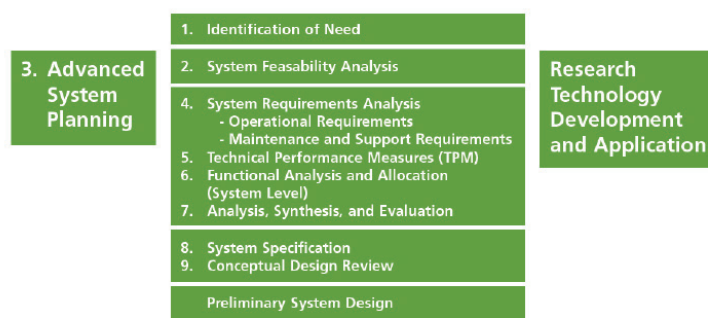 1. Identification of Need
2. System Feasability Analysis
3. Advanced
System
Planning
4. System Requirements Analysis
- Operational Requirements
- Maintenance and Support Requirements
5. Technical Performance Measures (TPM)
6. Functional Analysis and Allocation
(System Level)
7. Analysis, Synthesis, and Evaluation
8. System Specification
9. Conceptual Design Review
Preliminary System Design
Research
Technology
Development
and Application